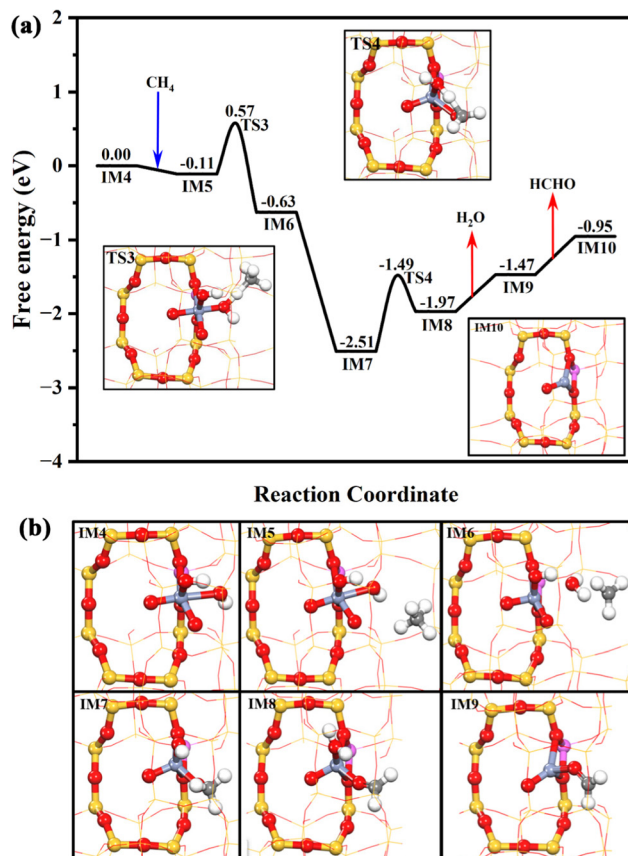 (a)
2
1
0
−1
−2
−3
−4
Free energy (eV)
Reaction Coordinate
CH4
0.00
IM4
-0.11
IM5
0.57
TS3
-0.63
IM6
−2.51
IM7
−1.49
TS4
−1.97
IM8
H2O
−1.47
IM9
HCHO
−0.95
IM10
TS3
TS4
IM10
(b)
IM4
IM5
IM6
IM7
IM8
IM9